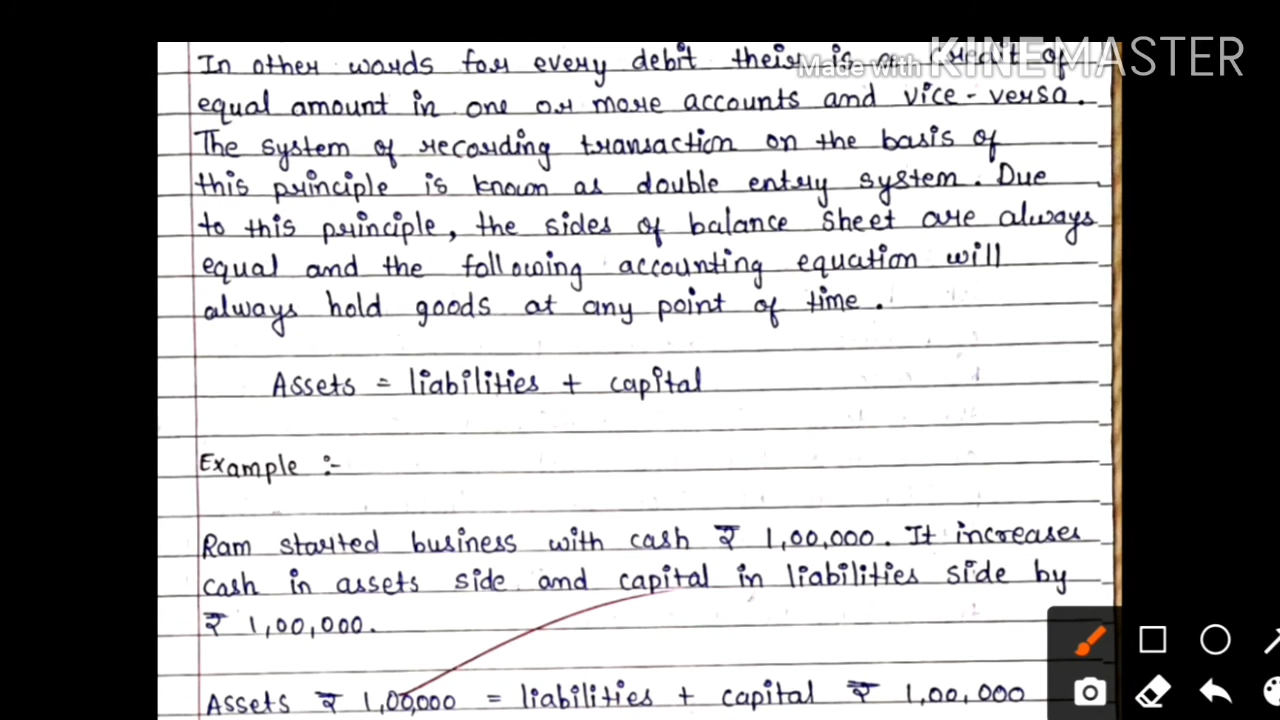 Made with KINEMASTER
In other words for every debit their is a credit of
equal amount in one or more accounts and vice-versa.
The system of recording transaction on the basis of
this principle is known as double entry system. Due
to this principle, the sides of balance sheet are always
equal and the following accounting equation will
always hold goods at any point of time.
Assets = liabilities + capital
Example :-
Ram started business with cash ₹ 1,00,000. It increases
cash in assets side and capital in liabilities side by
₹ 1,00,000.
Assets ₹ 1,00,000 = liabilities + capital ₹ 1,00,000